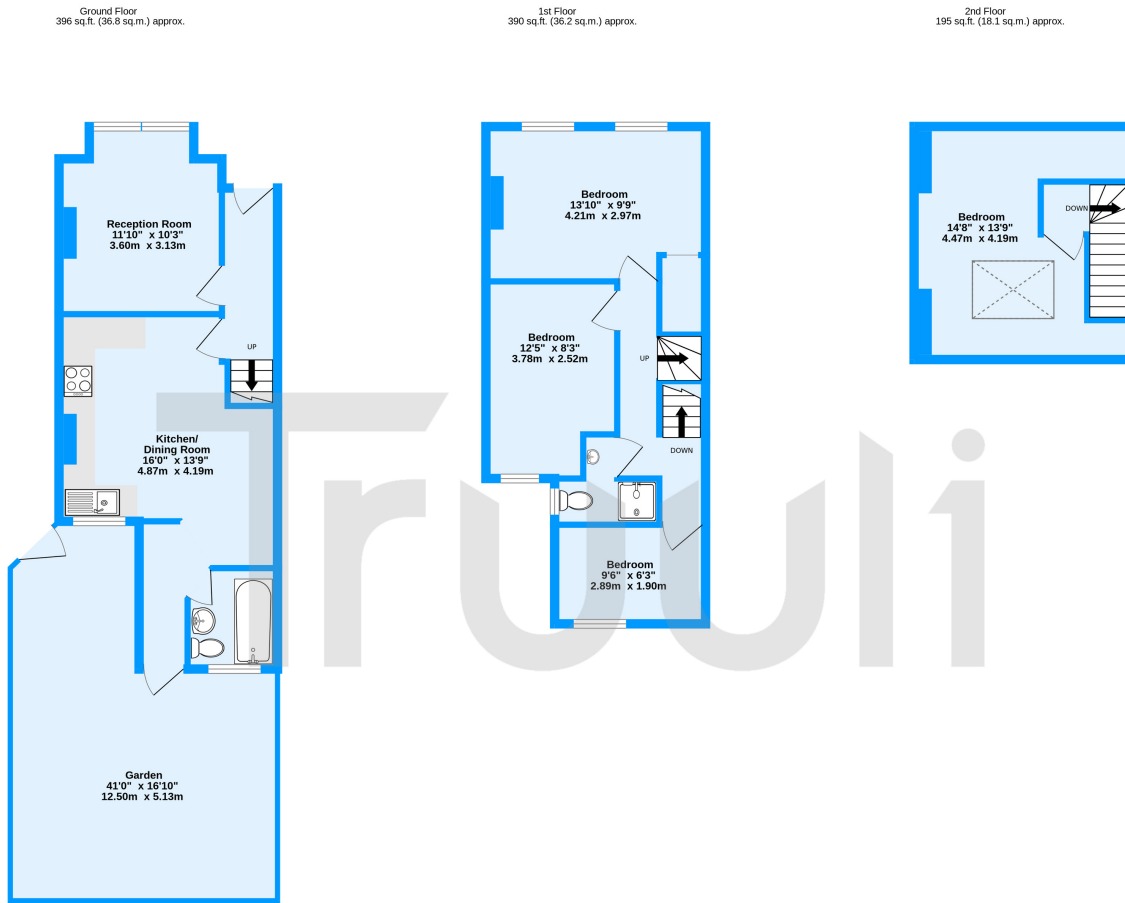 Ground Floor
396 sq.ft. (36.8 sq.m.) approx.
1st Floor
390 sq.ft. (36.2 sq.m.) approx.
2nd Floor
195 sq.ft. (18.1 sq.m.) approx.
Reception Room
11'10" x 10'3"
3.60m x 3.13m
UP
Kitchen/
Dining Room
16'0" x 13'9"
4.87m x 4.19m
Garden
41'0" x 16'10"
12.50m x 5.13m
Bedroom
13'10" x 9'9"
4.21m x 2.97m
Bedroom
12'5" x 8'3"
3.78m x 2.52m
UP
DOWN
Bedroom
9'6" x 6'3"
2.89m x 1.90m
Bedroom
14'8" x 13'9"
4.47m x 4.19m
DOWN
Truuli